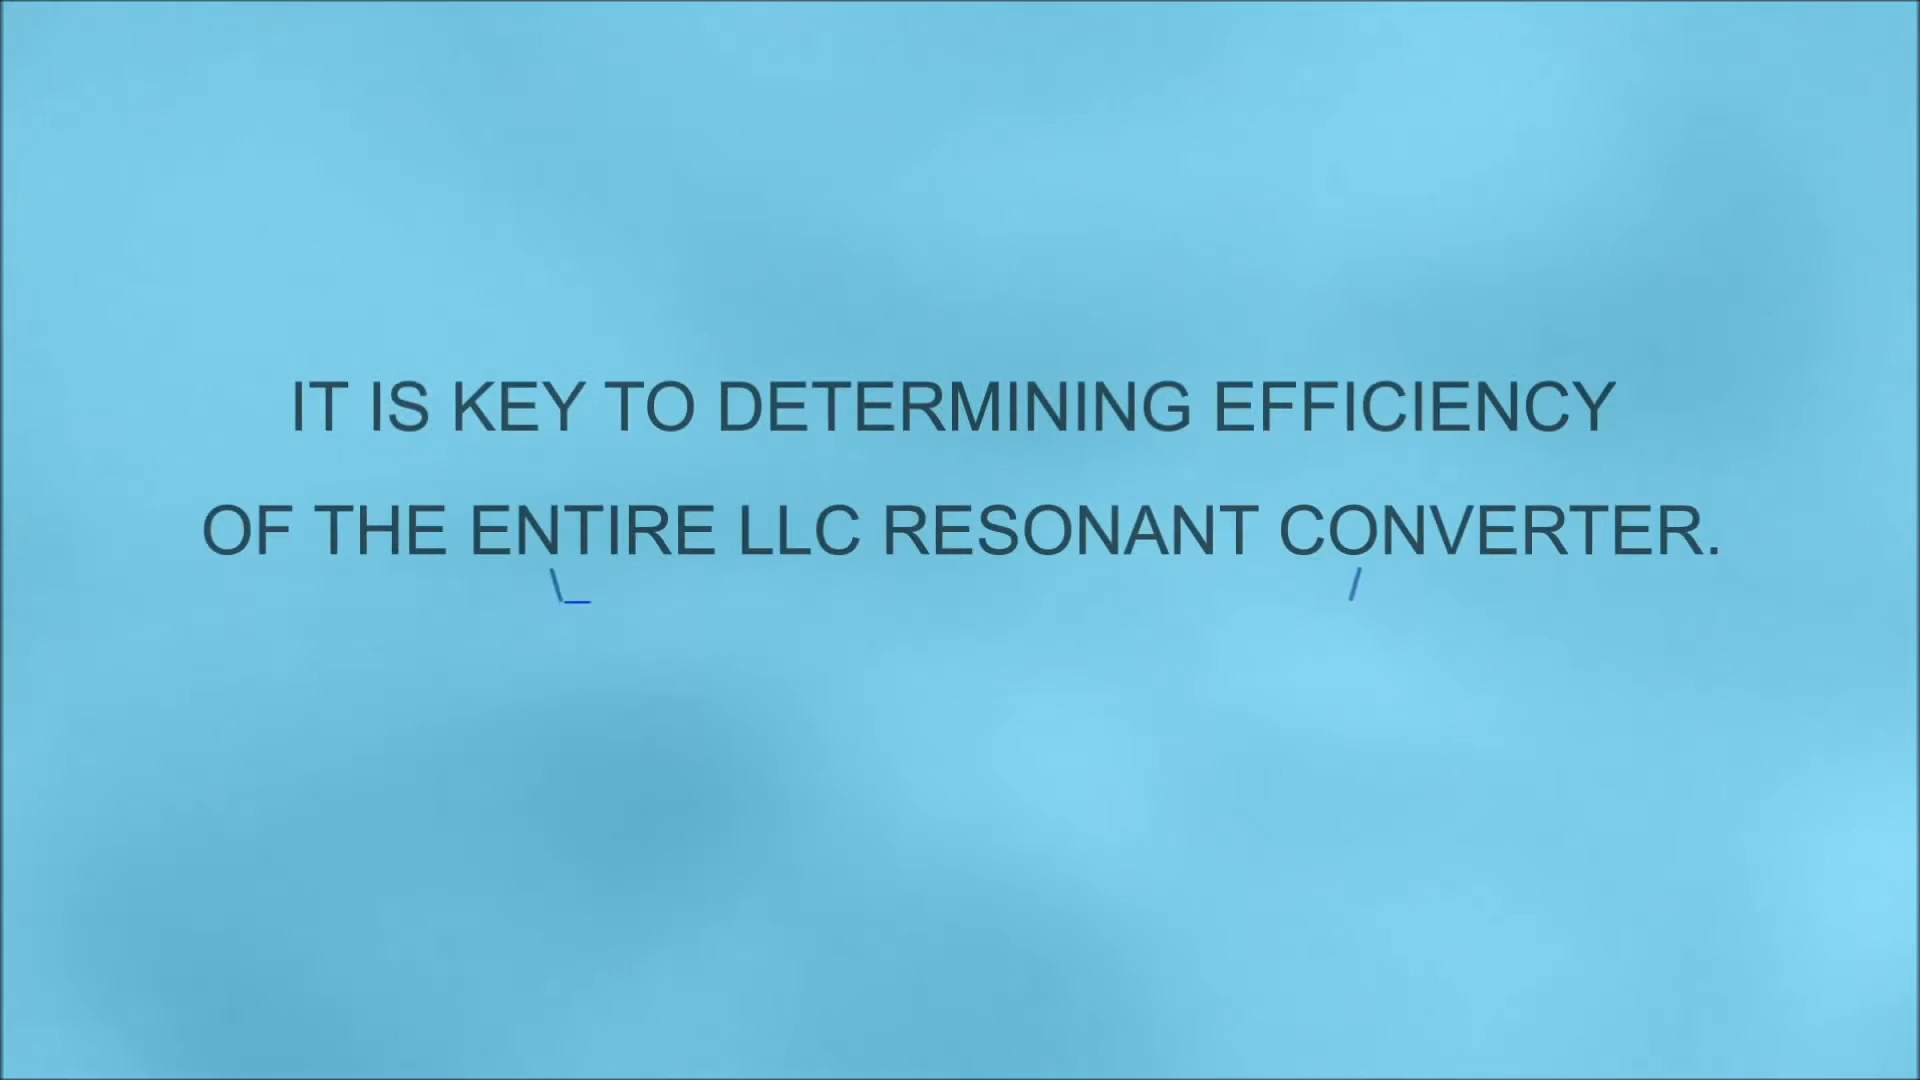 IT IS KEY TO DETERMINING EFFICIENCY
OF THE ENTIRE LLC RESONANT CONVERTER.